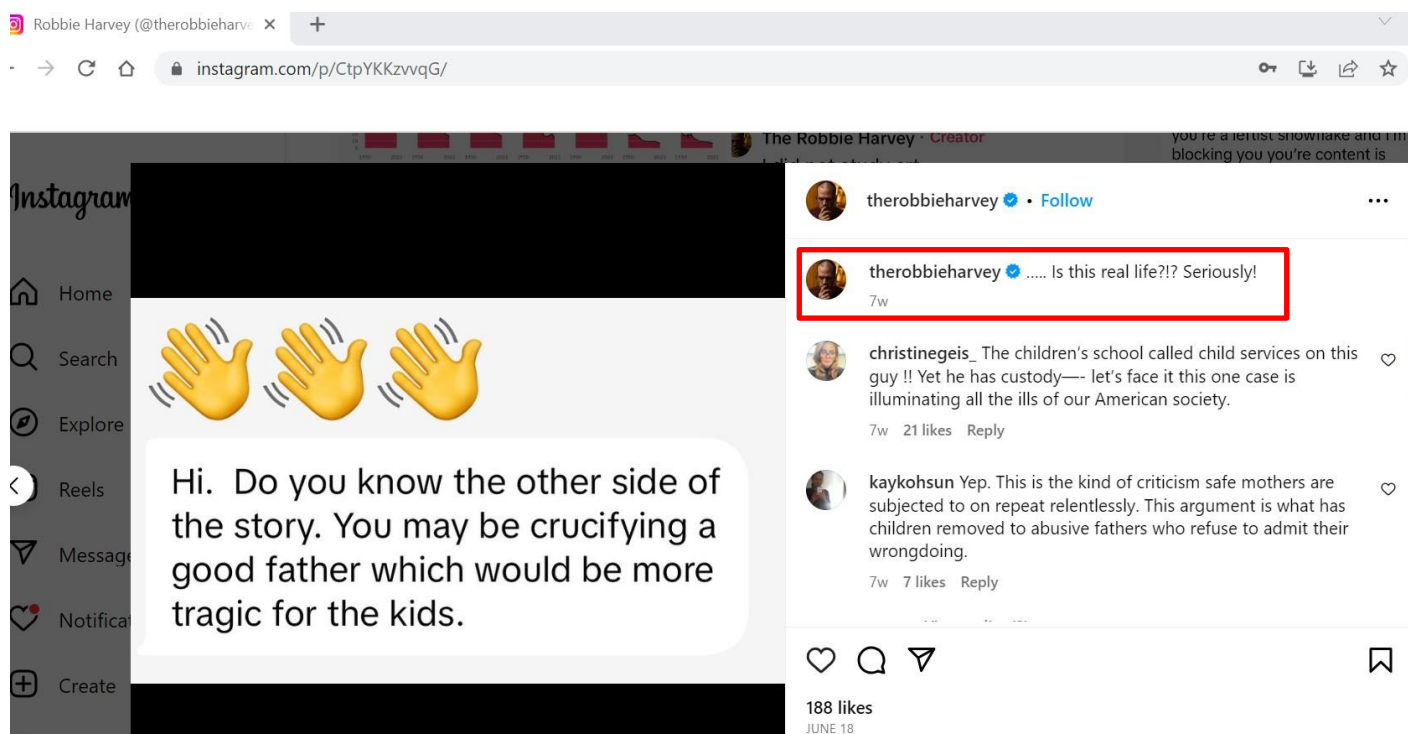 Robbie Harvey (@therobbieharve
instagram.com/p/CtpYKKzvvqG/
The Robbie Harvey · Creator
you're a leftist snowflake and I'm
blocking you you're content is
Instagram
Home
Search
Explore
Reels
Message
Notificat
Create
Hi. Do you know the other side of
the story. You may be crucifying a
good father which would be more
tragic for the kids.
therobbieharvey • Follow
therobbieharvey ..... Is this real life?!? Seriously!
7w
christinegeis_ The children's school called child services on this
guy !! Yet he has custody—- let's face it this one case is
illuminating all the ills of our American society.
7w 21 likes Reply
kaykohsun Yep. This is the kind of criticism safe mothers are
subjected to on repeat relentlessly. This argument is what has
children removed to abusive fathers who refuse to admit their
wrongdoing.
7w 7 likes Reply
188 likes
JUNE 18